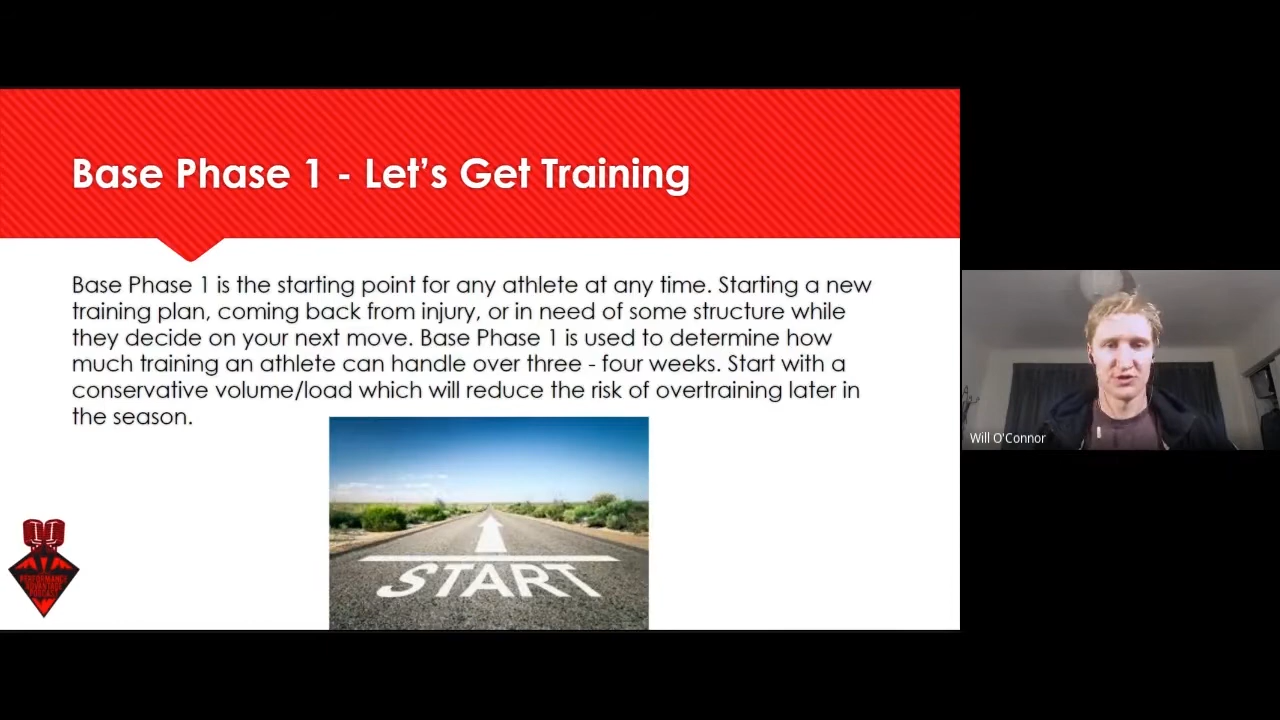 Base Phase 1 - Let's Get Training
Base Phase 1 is the starting point for any athlete at any time. Starting a new
training plan, coming back from injury, or in need of some structure while
they decide on your next move. Base Phase 1 is used to determine how
much training an athlete can handle over three - four weeks. Start with a
conservative volume/load which will reduce the risk of overtraining later in
the season.
START
PERFORMANCE
ADVANTAGE
PODCAST
Will O'Connor